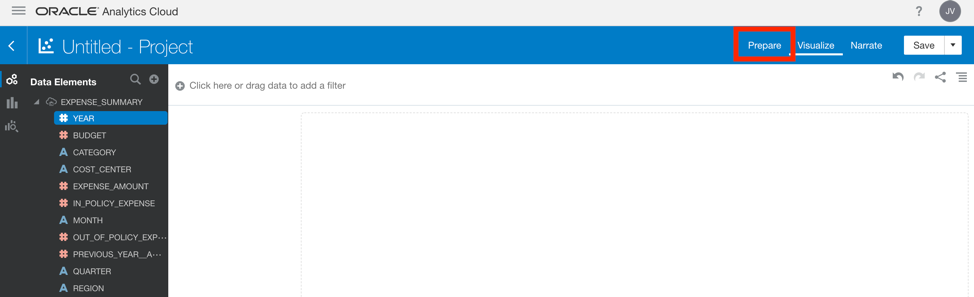 ORACLE Analytics Cloud
?
JV
Untitled - Project
Prepare
Visualize
Narrate
Save
Data Elements
Click here or drag data to add a filter
EXPENSE_SUMMARY
YEAR
BUDGET
CATEGORY
COST_CENTER
EXPENSE_AMOUNT
IN_POLICY_EXPENSE
MONTH
OUT_OF_POLICY_EXP...
PREVIOUS_YEAR__A...
QUARTER
REGION